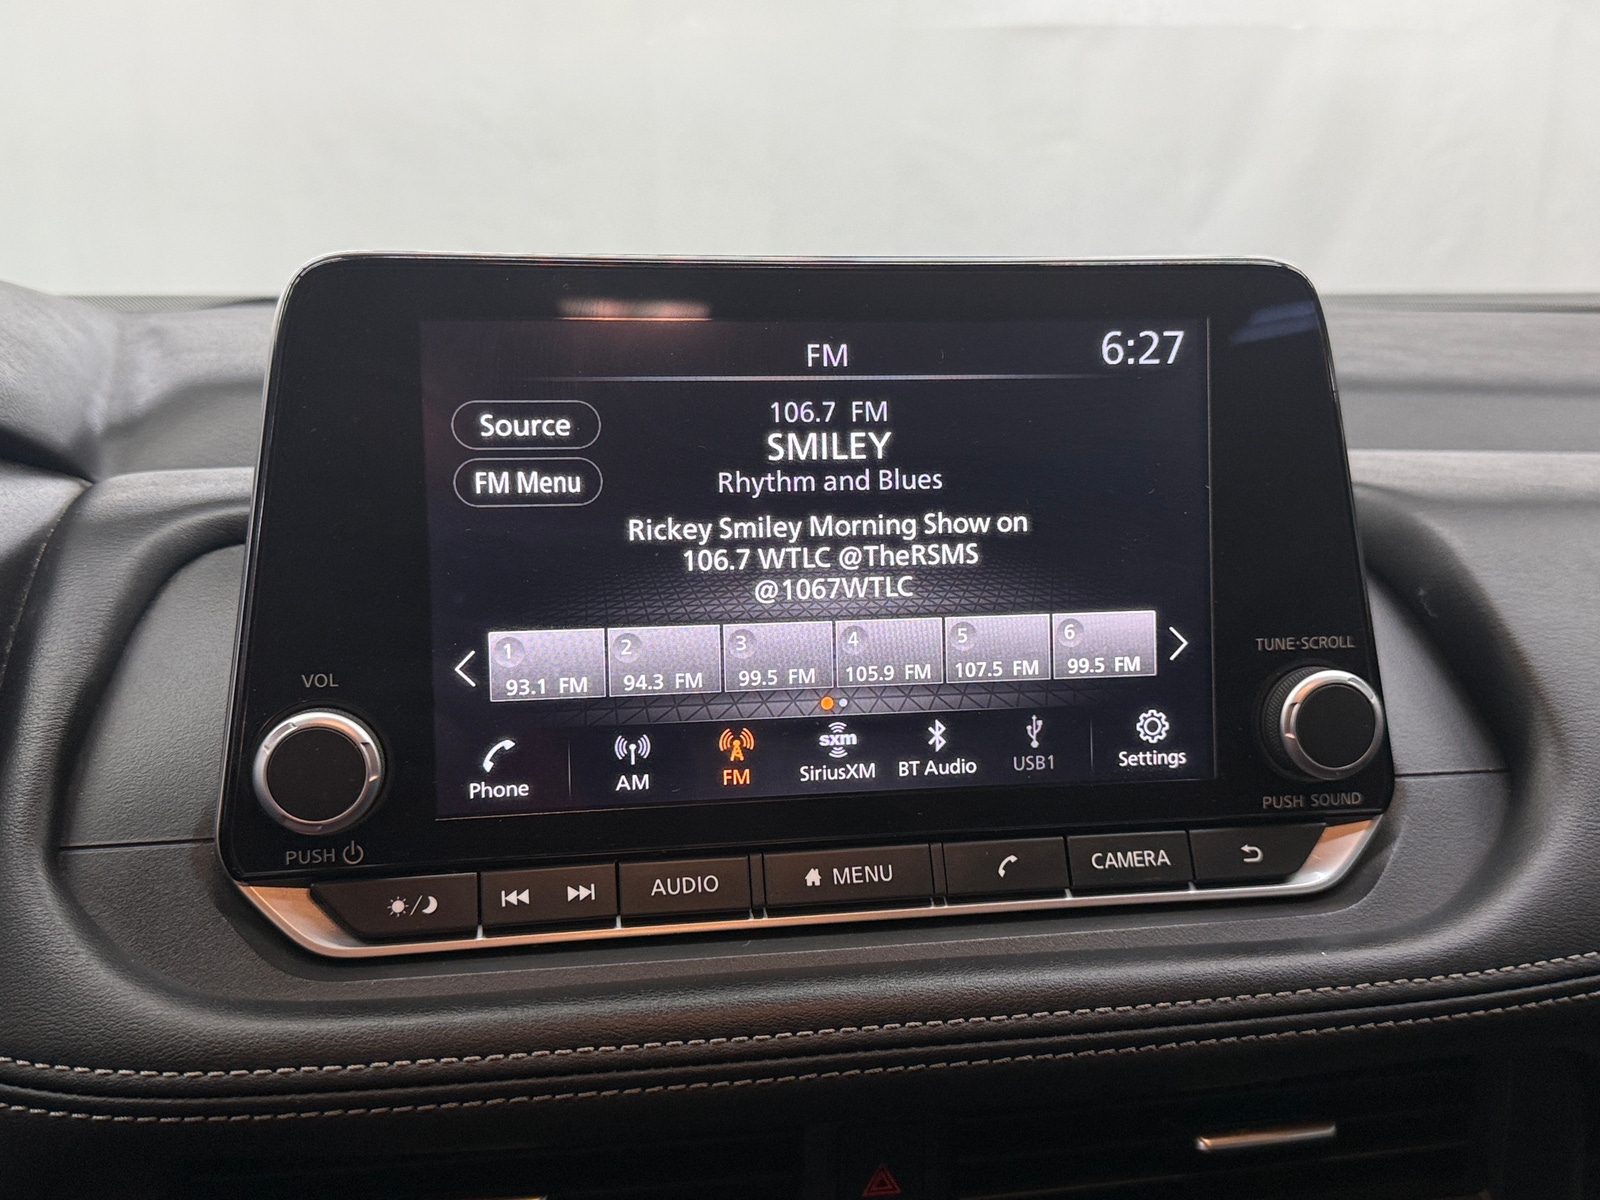 FM
6:27
Source
FM Menu
106.7 FM
SMILEY
Rhythm and Blues
Rickey Smiley Morning Show on
106.7 WTLC @TheRSMS
@1067WTLC
1 2 3 4 5 6
93.1 FM 94.3 FM 99.5 FM 105.9 FM 107.5 FM 99.5 FM
Phone AM FM sxm SiriusXM BT Audio USB1 Settings
VOL
PUSH
TUNE·SCROLL
PUSH SOUND
AUDIO MENU CAMERA